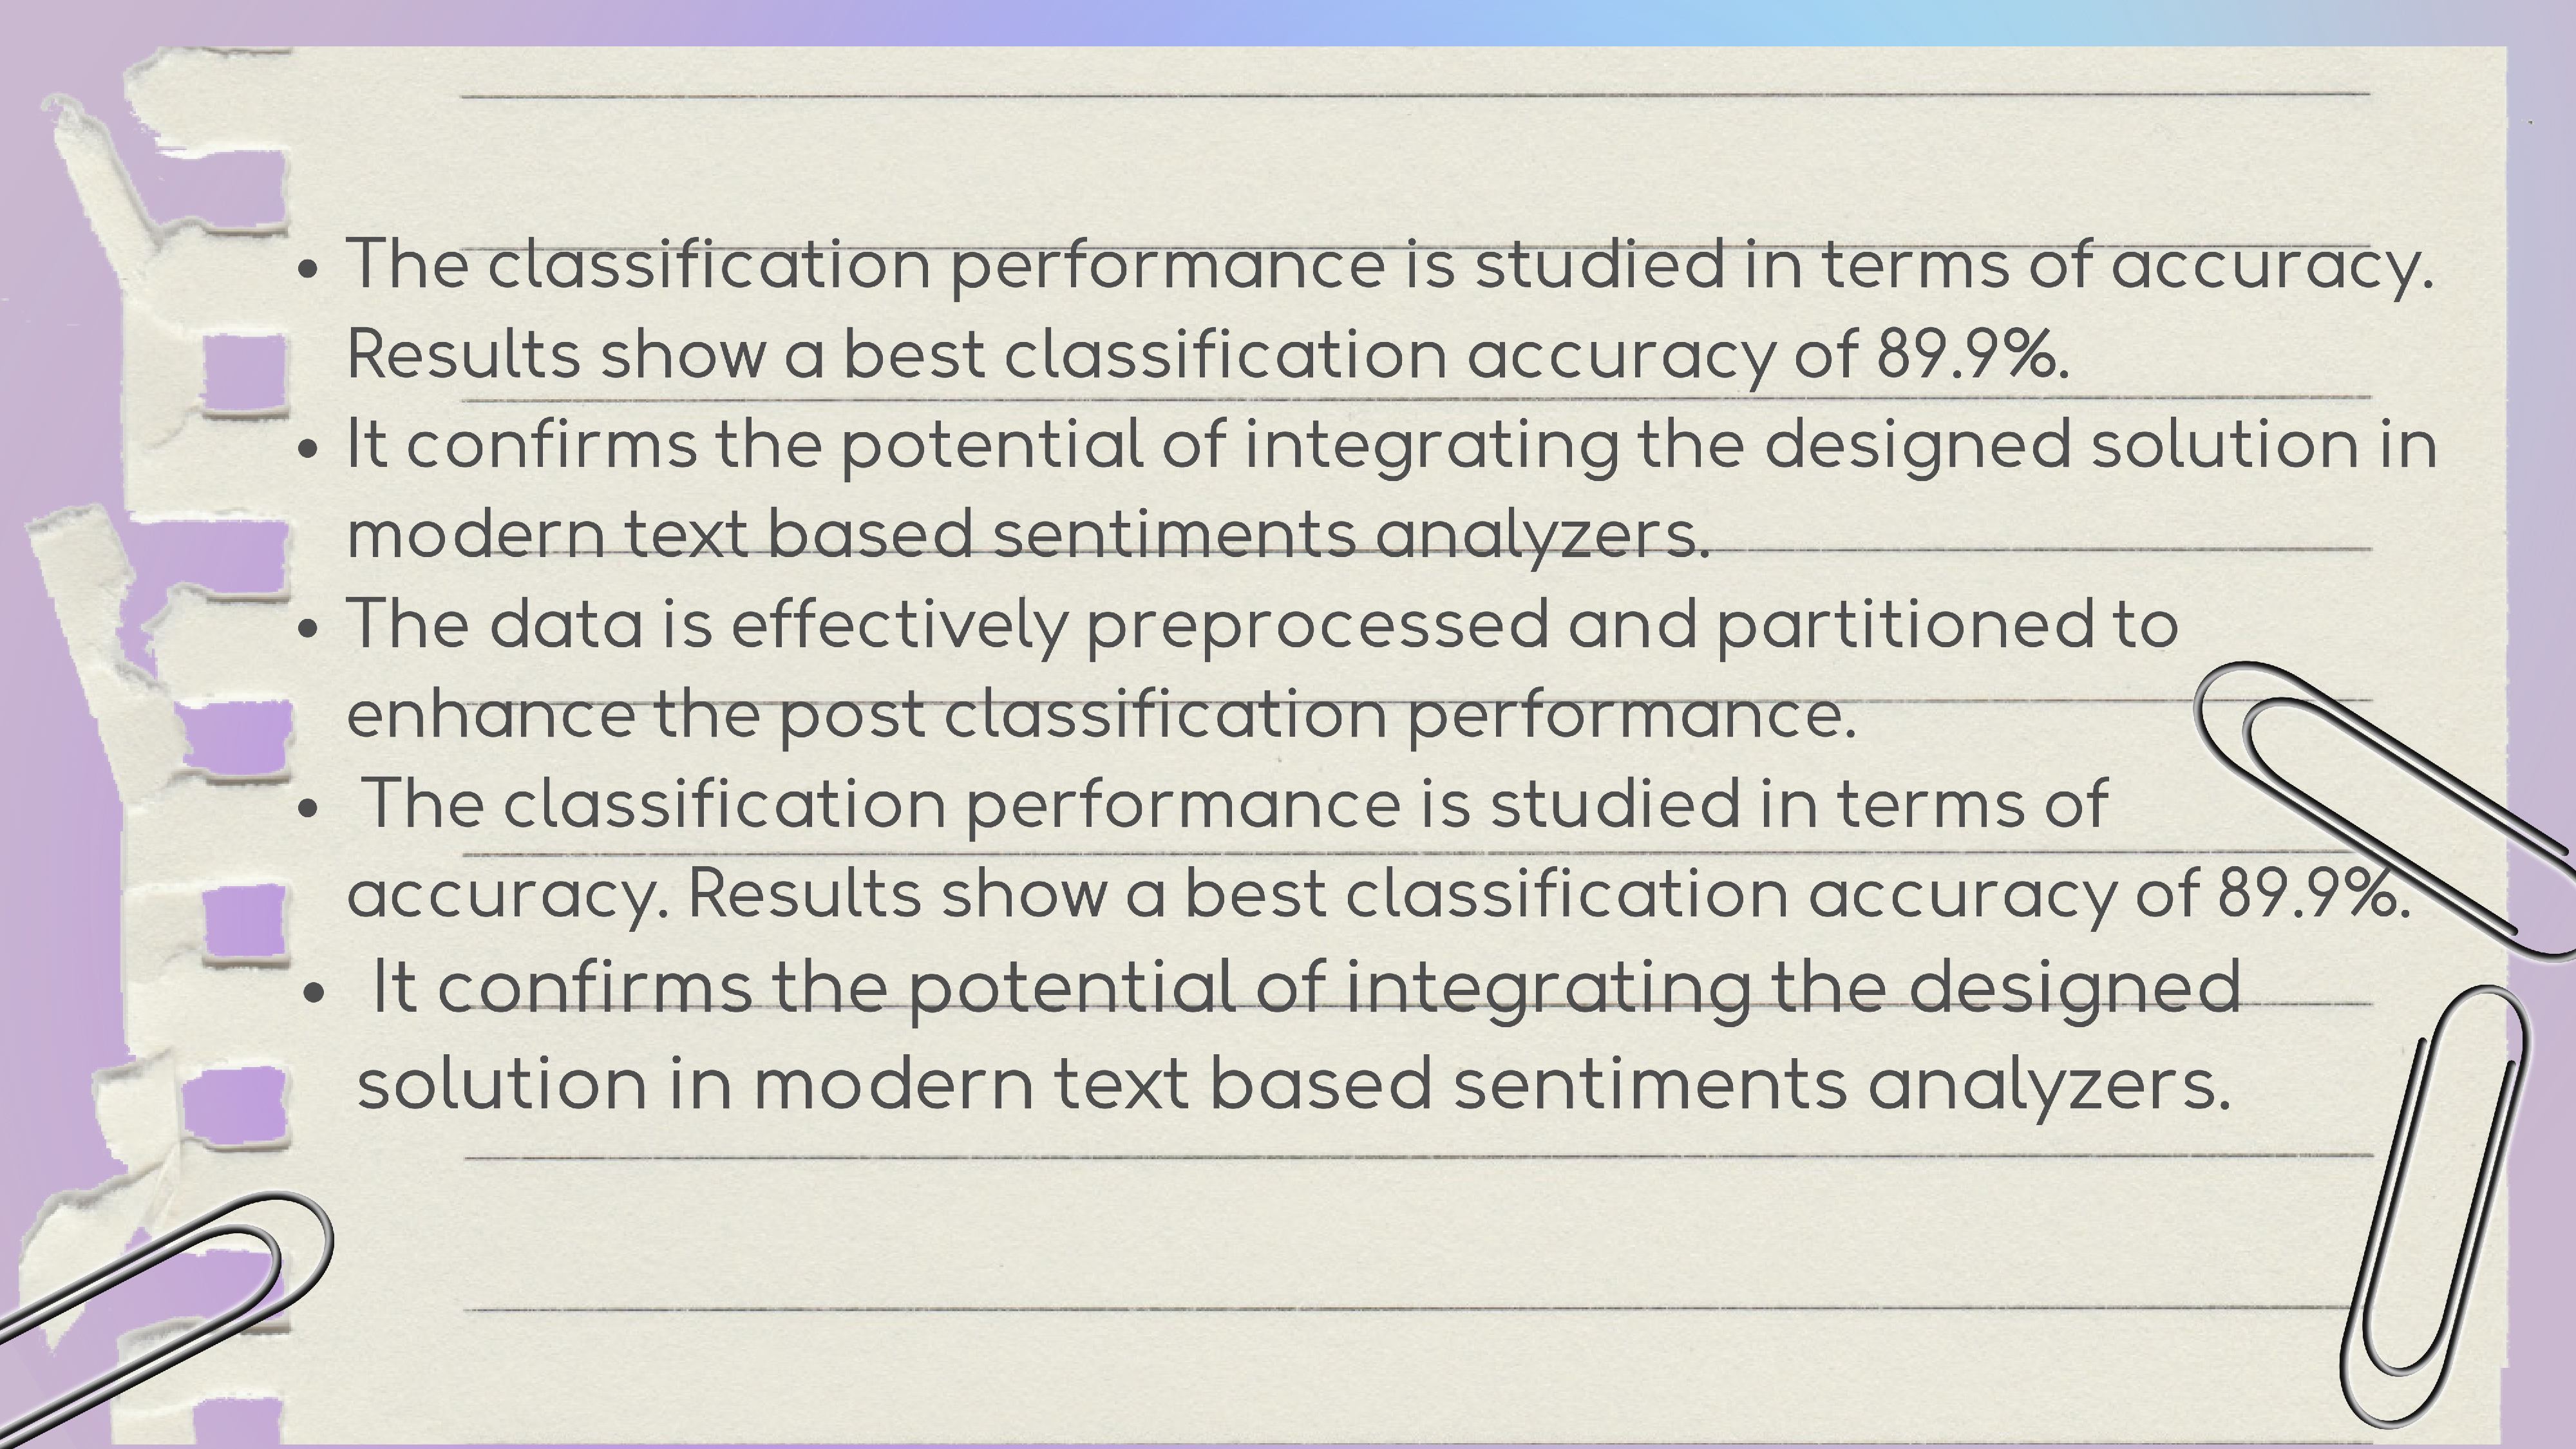 • The classification performance is studied in terms of accuracy.
Results show a best classification accuracy of 89.9%.
• It confirms the potential of integrating the designed solution in
modern text based sentiments analyzers.
• The data is effectively preprocessed and partitioned to
enhance the post classification performance.
• The classification performance is studied in terms of
accuracy. Results show a best classification accuracy of 89.9%.
• It confirms the potential of integrating the designed
solution in modern text based sentiments analyzers.